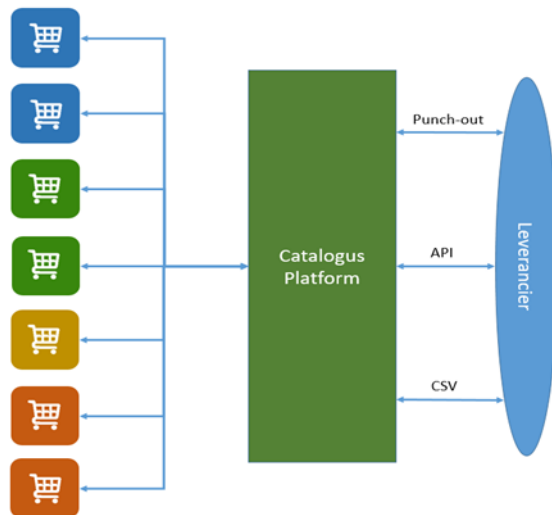 Punch-out
Catalogus
Platform
API
CSV
Leverancier